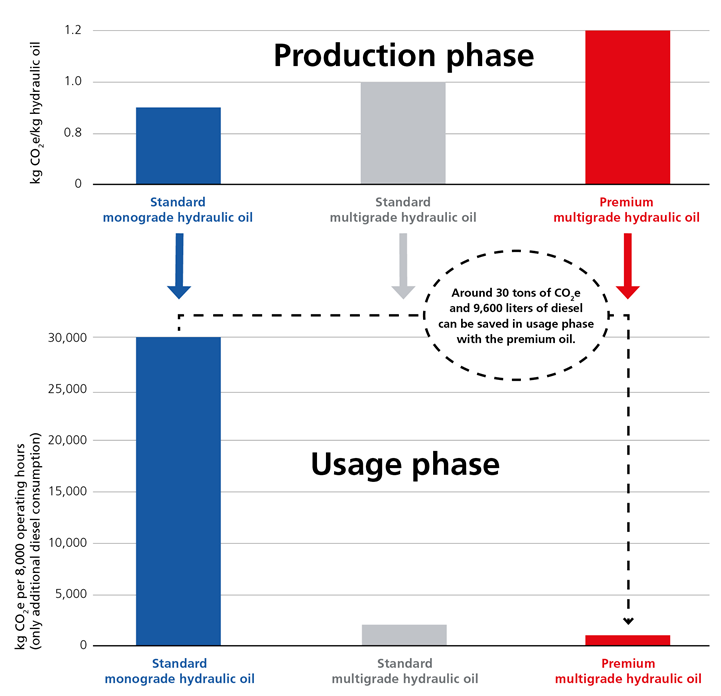 Production phase
kg CO₂e/kg hydraulic oil
1.2
1.0
0.8
0
Standard
monograde hydraulic oil
Standard
multigrade hydraulic oil
Premium
multigrade hydraulic oil
Around 30 tons of CO₂e
and 9,600 liters of diesel
can be saved in usage phase
with the premium oil.
Usage phase
kg CO₂e per 8,000 operating hours
(only additional diesel consumption)
30,000
25,000
20,000
15,000
10,000
5,000
0
Standard
monograde hydraulic oil
Standard
multigrade hydraulic oil
Premium
multigrade hydraulic oil